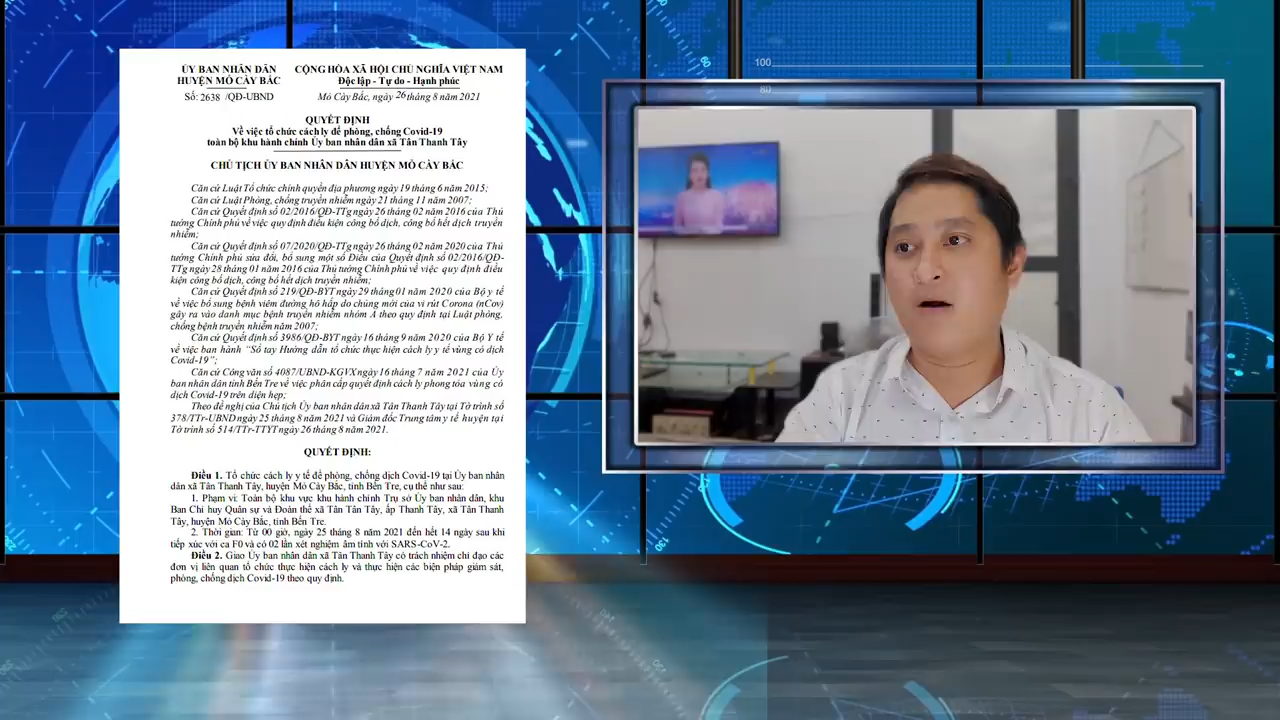 ỦY BAN NHÂN DÂN
HUYỆN MỎ CÀY BẮC
CỘNG HÒA XÃ HỘI CHỦ NGHĨA VIỆT NAM
Độc lập - Tự do - Hạnh phúc
Số: 2638 /QĐ-UBND
Mỏ Cày Bắc, ngày 26 tháng 8 năm 2021
QUYẾT ĐỊNH
Về việc tổ chức cách ly để phòng, chống Covid-19
toàn bộ khu hành chính Ủy ban nhân dân xã Tân Thanh Tây
CHỦ TỊCH ỦY BAN NHÂN DÂN HUYỆN MỎ CÀY BẮC
Căn cứ Luật Tổ chức chính quyền địa phương ngày 19 tháng 6 năm 2015;
Căn cứ Luật Phòng, chống truyền nhiễm ngày 21 tháng 11 năm 2007;
Căn cứ Quyết định số 02/2016/QĐ-TTg ngày 26 tháng 02 năm 2016 của Thủ
tướng Chính phủ về việc quy định điều kiện công bố dịch, công bố hết dịch truyền
nhiễm;
Căn cứ Quyết định số 07/2020/QĐ-TTg ngày 26 tháng 02 năm 2020 của Thủ
tướng Chính phủ sửa đổi, bổ sung một số Điều của Quyết định số 02/2016/QĐ-
TTg ngày 28 tháng 01 năm 2016 của Thủ tướng Chính phủ về việc quy định điều
kiện công bố dịch, công bố hết dịch truyền nhiễm;
Căn cứ Quyết định số 219/QĐ-BYT ngày 29 tháng 01 năm 2020 của Bộ y tế
về việc bổ sung bệnh viêm đường hô hấp do chủng mới của vi rút Corona (nCov)
gây ra vào danh mục bệnh truyền nhiễm nhóm A theo quy định tại Luật phòng,
chống bệnh truyền nhiễm năm 2007;
Căn cứ Quyết định số 3986/QĐ-BYT ngày 16 tháng 9 năm 2020 của Bộ Y tế
về việc ban hành "Sổ tay Hướng dẫn tổ chức thực hiện cách ly y tế vùng có dịch
Covid-19";
Căn cứ Công văn số 4087/UBND-KGVX ngày 16 tháng 7 năm 2021 của Ủy
ban nhân dân tỉnh Bến Tre về việc phân cấp quyết định cách ly phong tỏa vùng có
dịch Covid-19 trên diện hẹp;
Theo đề nghị của Chủ tịch Ủy ban nhân dân xã Tân Thanh Tây tại Tờ trình số
378/TTr-UBND ngày 25 tháng 8 năm 2021 và Giám đốc Trung tâm y tế huyện tại
Tờ trình số 514/TTr-TTYT ngày 26 tháng 8 năm 2021.
QUYẾT ĐỊNH:
Điều 1. Tổ chức cách ly y tế để phòng, chống dịch Covid-19 tại Ủy ban nhân
dân xã Tân Thanh Tây, huyện Mỏ Cày Bắc, tỉnh Bến Tre, cụ thể như sau:
1. Phạm vi: Toàn bộ khu vực khu hành chính Trụ sở Ủy ban nhân dân, khu
Ban Chỉ huy Quân sự và Đoàn thể xã Tân Tân Tây, ấp Thanh Tây, xã Tân Thanh
Tây, huyện Mỏ Cày Bắc, tỉnh Bến Tre.
2. Thời gian: Từ 00 giờ, ngày 25 tháng 8 năm 2021 đến hết 14 ngày sau khi
tiếp xúc với ca F0 và có 02 lần xét nghiệm âm tính với SARS-CoV-2.
Điều 2. Giao Ủy ban nhân dân xã Tân Thanh Tây có trách nhiệm chỉ đạo các
đơn vị liên quan tổ chức thực hiện cách ly và thực hiện các biện pháp giám sát,
phòng, chống dịch Covid-19 theo quy định.
100
80
60